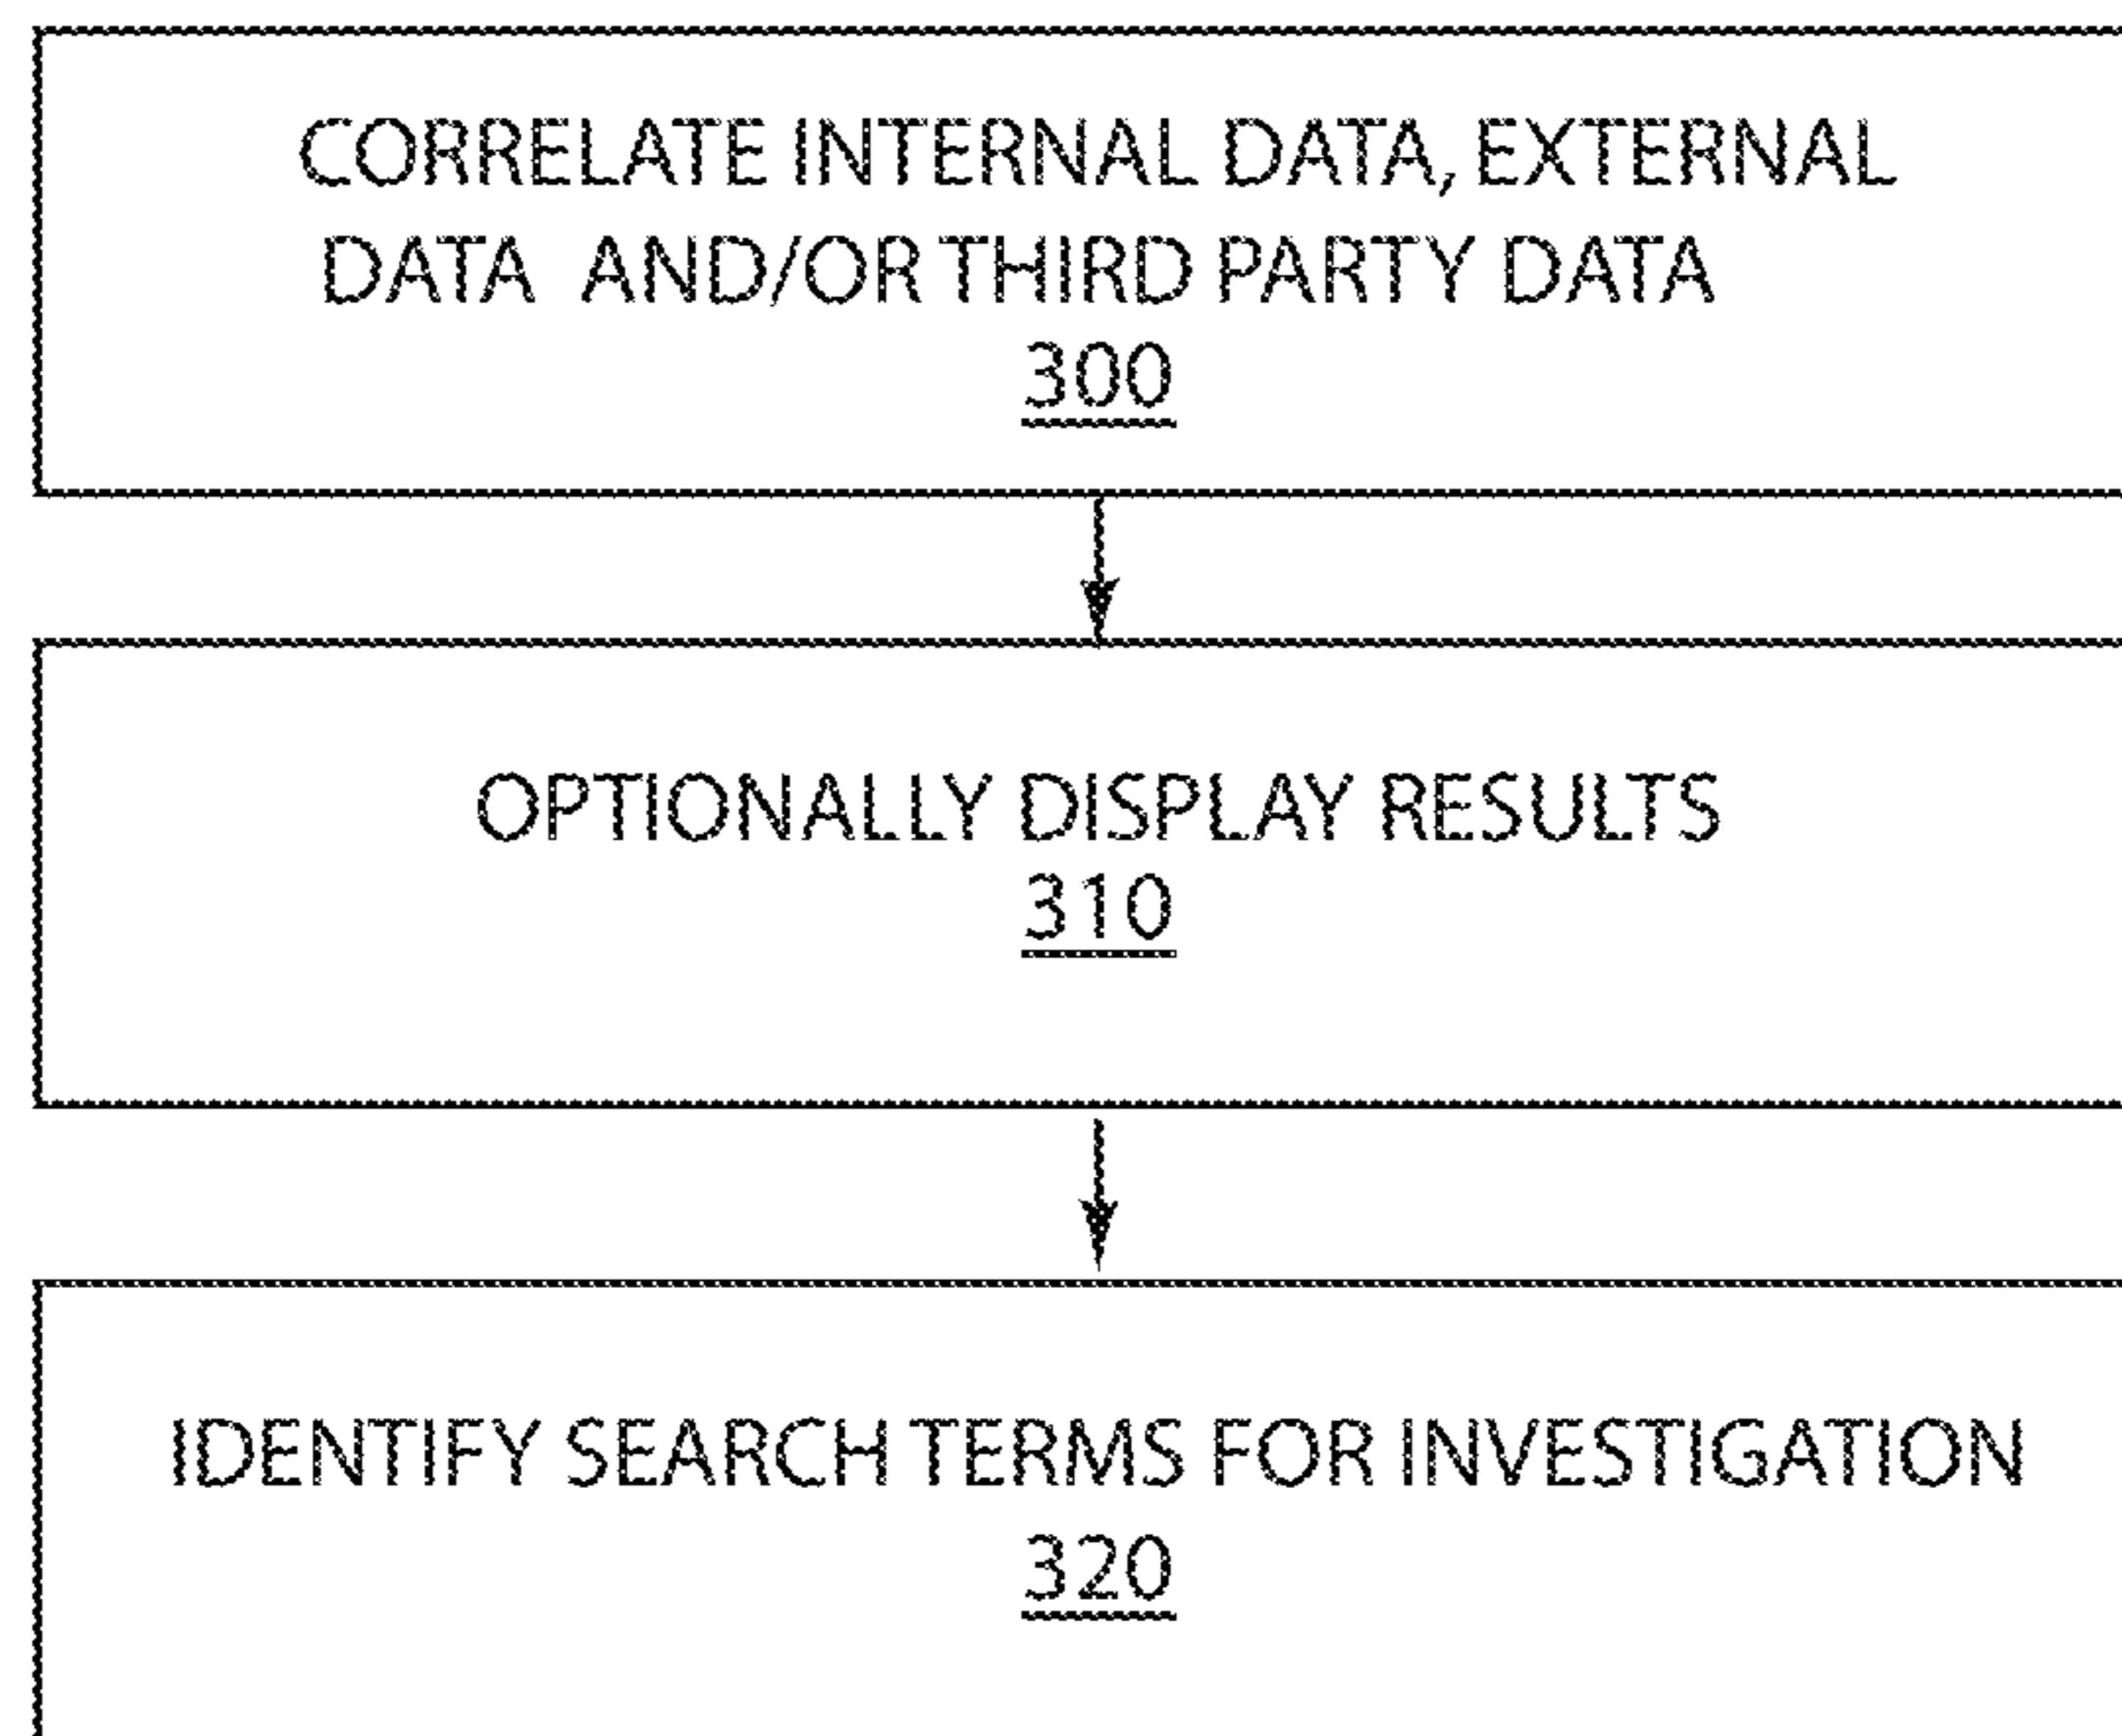 CORRELATE INTERNAL DATA, EXTERNAL
DATA AND/OR THIRD PARTY DATA
300
OPTIONALLY DISPLAY RESULTS
310
IDENTIFY SEARCH TERMS FOR INVESTIGATION
320